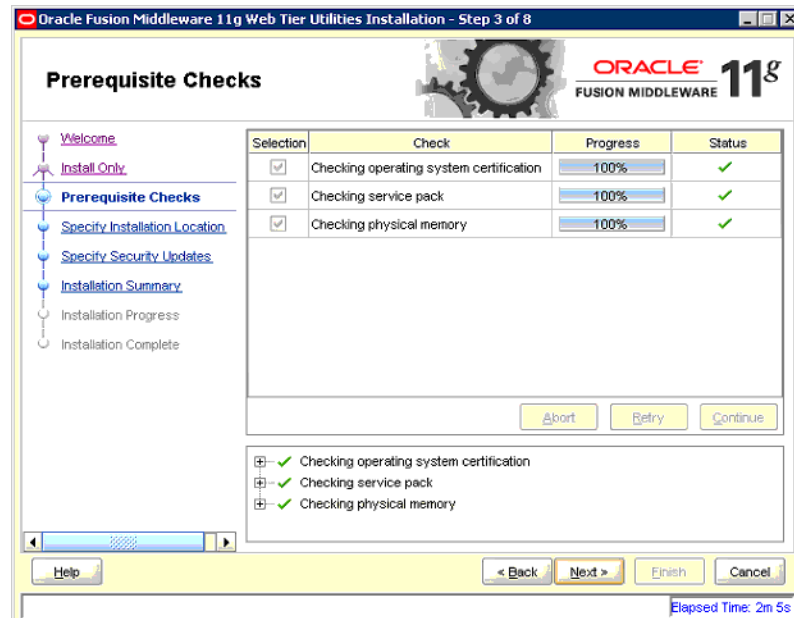 Oracle Fusion Middleware 11g Web Tier Utilities Installation - Step 3 of 8
Prerequisite Checks
ORACLE
FUSION MIDDLEWARE 11g
Welcome
Install Only
Prerequisite Checks
Specify Installation Location
Specify Security Updates
Installation Summary
Installation Progress
Installation Complete
Selection Check Progress Status
Checking operating system certification 100%
Checking service pack 100%
Checking physical memory 100%
Abort Retry Continue
Checking operating system certification
Checking service pack
Checking physical memory
Help < Back Next > Finish Cancel
Elapsed Time: 2m 5s